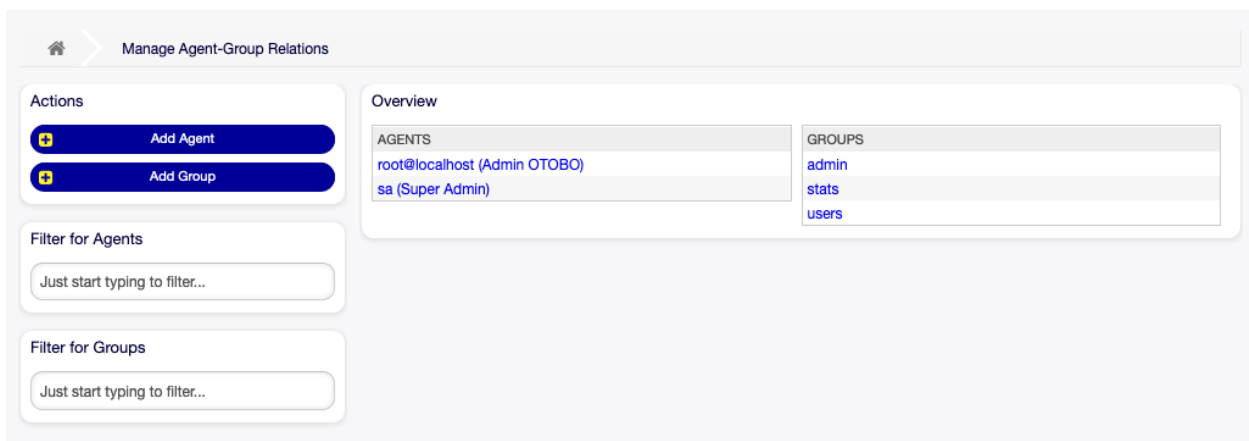 Manage Agent-Group Relations
Actions
Add Agent
Add Group
Filter for Agents
Just start typing to filter...
Filter for Groups
Just start typing to filter...
Overview
AGENTS
root@localhost (Admin OTOBO)
sa (Super Admin)
GROUPS
admin
stats
users